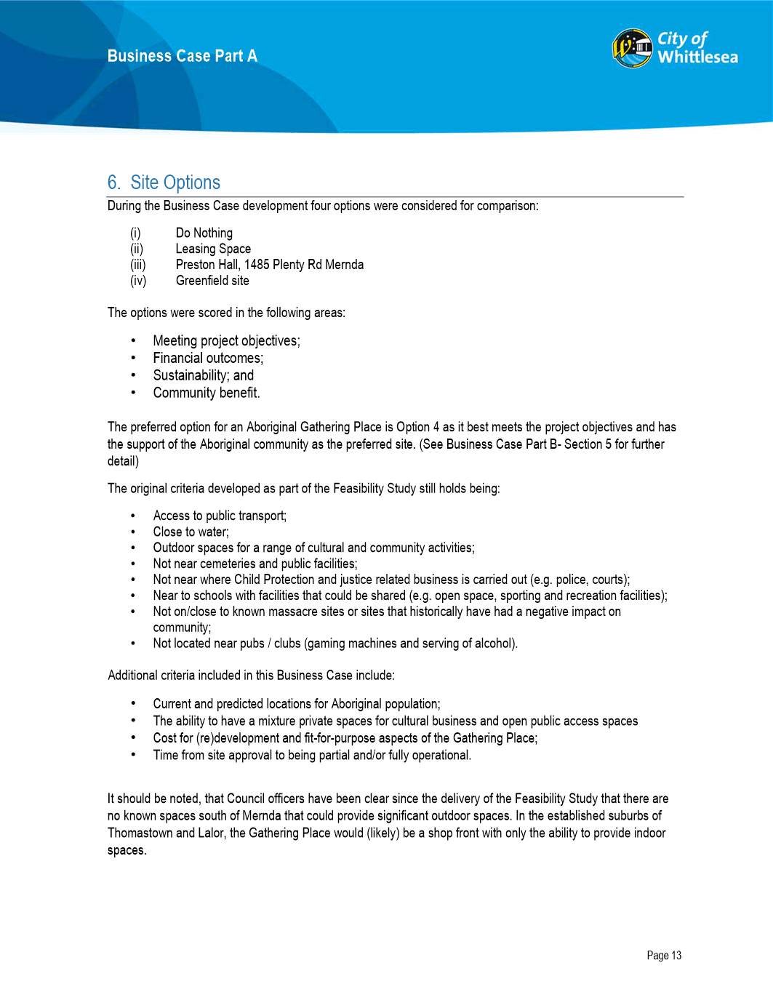 Business Case Part A
City of
Whittlesea
6. Site Options
During the Business Case development four options were considered for comparison:
(i) Do Nothing
(ii) Leasing Space
(iii) Preston Hall, 1485 Plenty Rd Mernda
(iv) Greenfield site
The options were scored in the following areas:
• Meeting project objectives;
• Financial outcomes;
• Sustainability; and
• Community benefit.
The preferred option for an Aboriginal Gathering Place is Option 4 as it best meets the project objectives and has
the support of the Aboriginal community as the preferred site. (See Business Case Part B- Section 5 for further
detail)
The original criteria developed as part of the Feasibility Study still holds being:
• Access to public transport;
• Close to water;
• Outdoor spaces for a range of cultural and community activities;
• Not near cemeteries and public facilities;
• Not near where Child Protection and justice related business is carried out (e.g. police, courts);
• Near to schools with facilities that could be shared (e.g. open space, sporting and recreation facilities);
• Not on/close to known massacre sites or sites that historically have had a negative impact on
community;
• Not located near pubs / clubs (gaming machines and serving of alcohol).
Additional criteria included in this Business Case include:
• Current and predicted locations for Aboriginal population;
• The ability to have a mixture private spaces for cultural business and open public access spaces
• Cost for (re)development and fit-for-purpose aspects of the Gathering Place;
• Time from site approval to being partial and/or fully operational.
It should be noted, that Council officers have been clear since the delivery of the Feasibility Study that there are
no known spaces south of Mernda that could provide significant outdoor spaces. In the established suburbs of
Thomastown and Lalor, the Gathering Place would (likely) be a shop front with only the ability to provide indoor
spaces.
Page 13